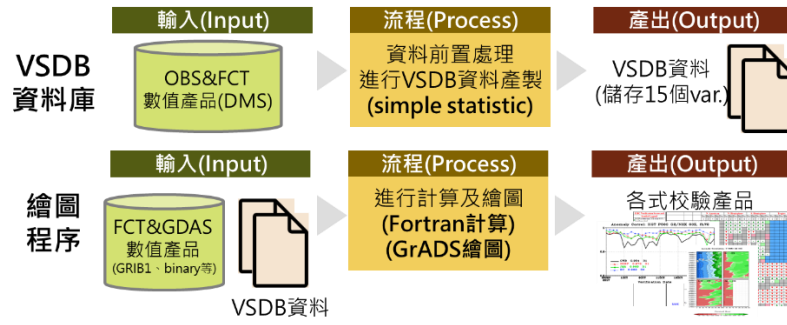 輸入(Input)
流程(Process)
產出(Output)
VSDB
資料庫
OBS&FCT
數值產品(DMS)
資料前置處理
進行VSDB資料產製
(simple statistic)
VSDB資料
(儲存15個var.)
輸入(Input)
流程(Process)
產出(Output)
繪圖
程序
FCT&GDAS
數值產品
(GRIB1、binary等)
VSDB資料
進行計算及繪圖
(Fortran計算)
(GrADS繪圖)
各式校驗產品